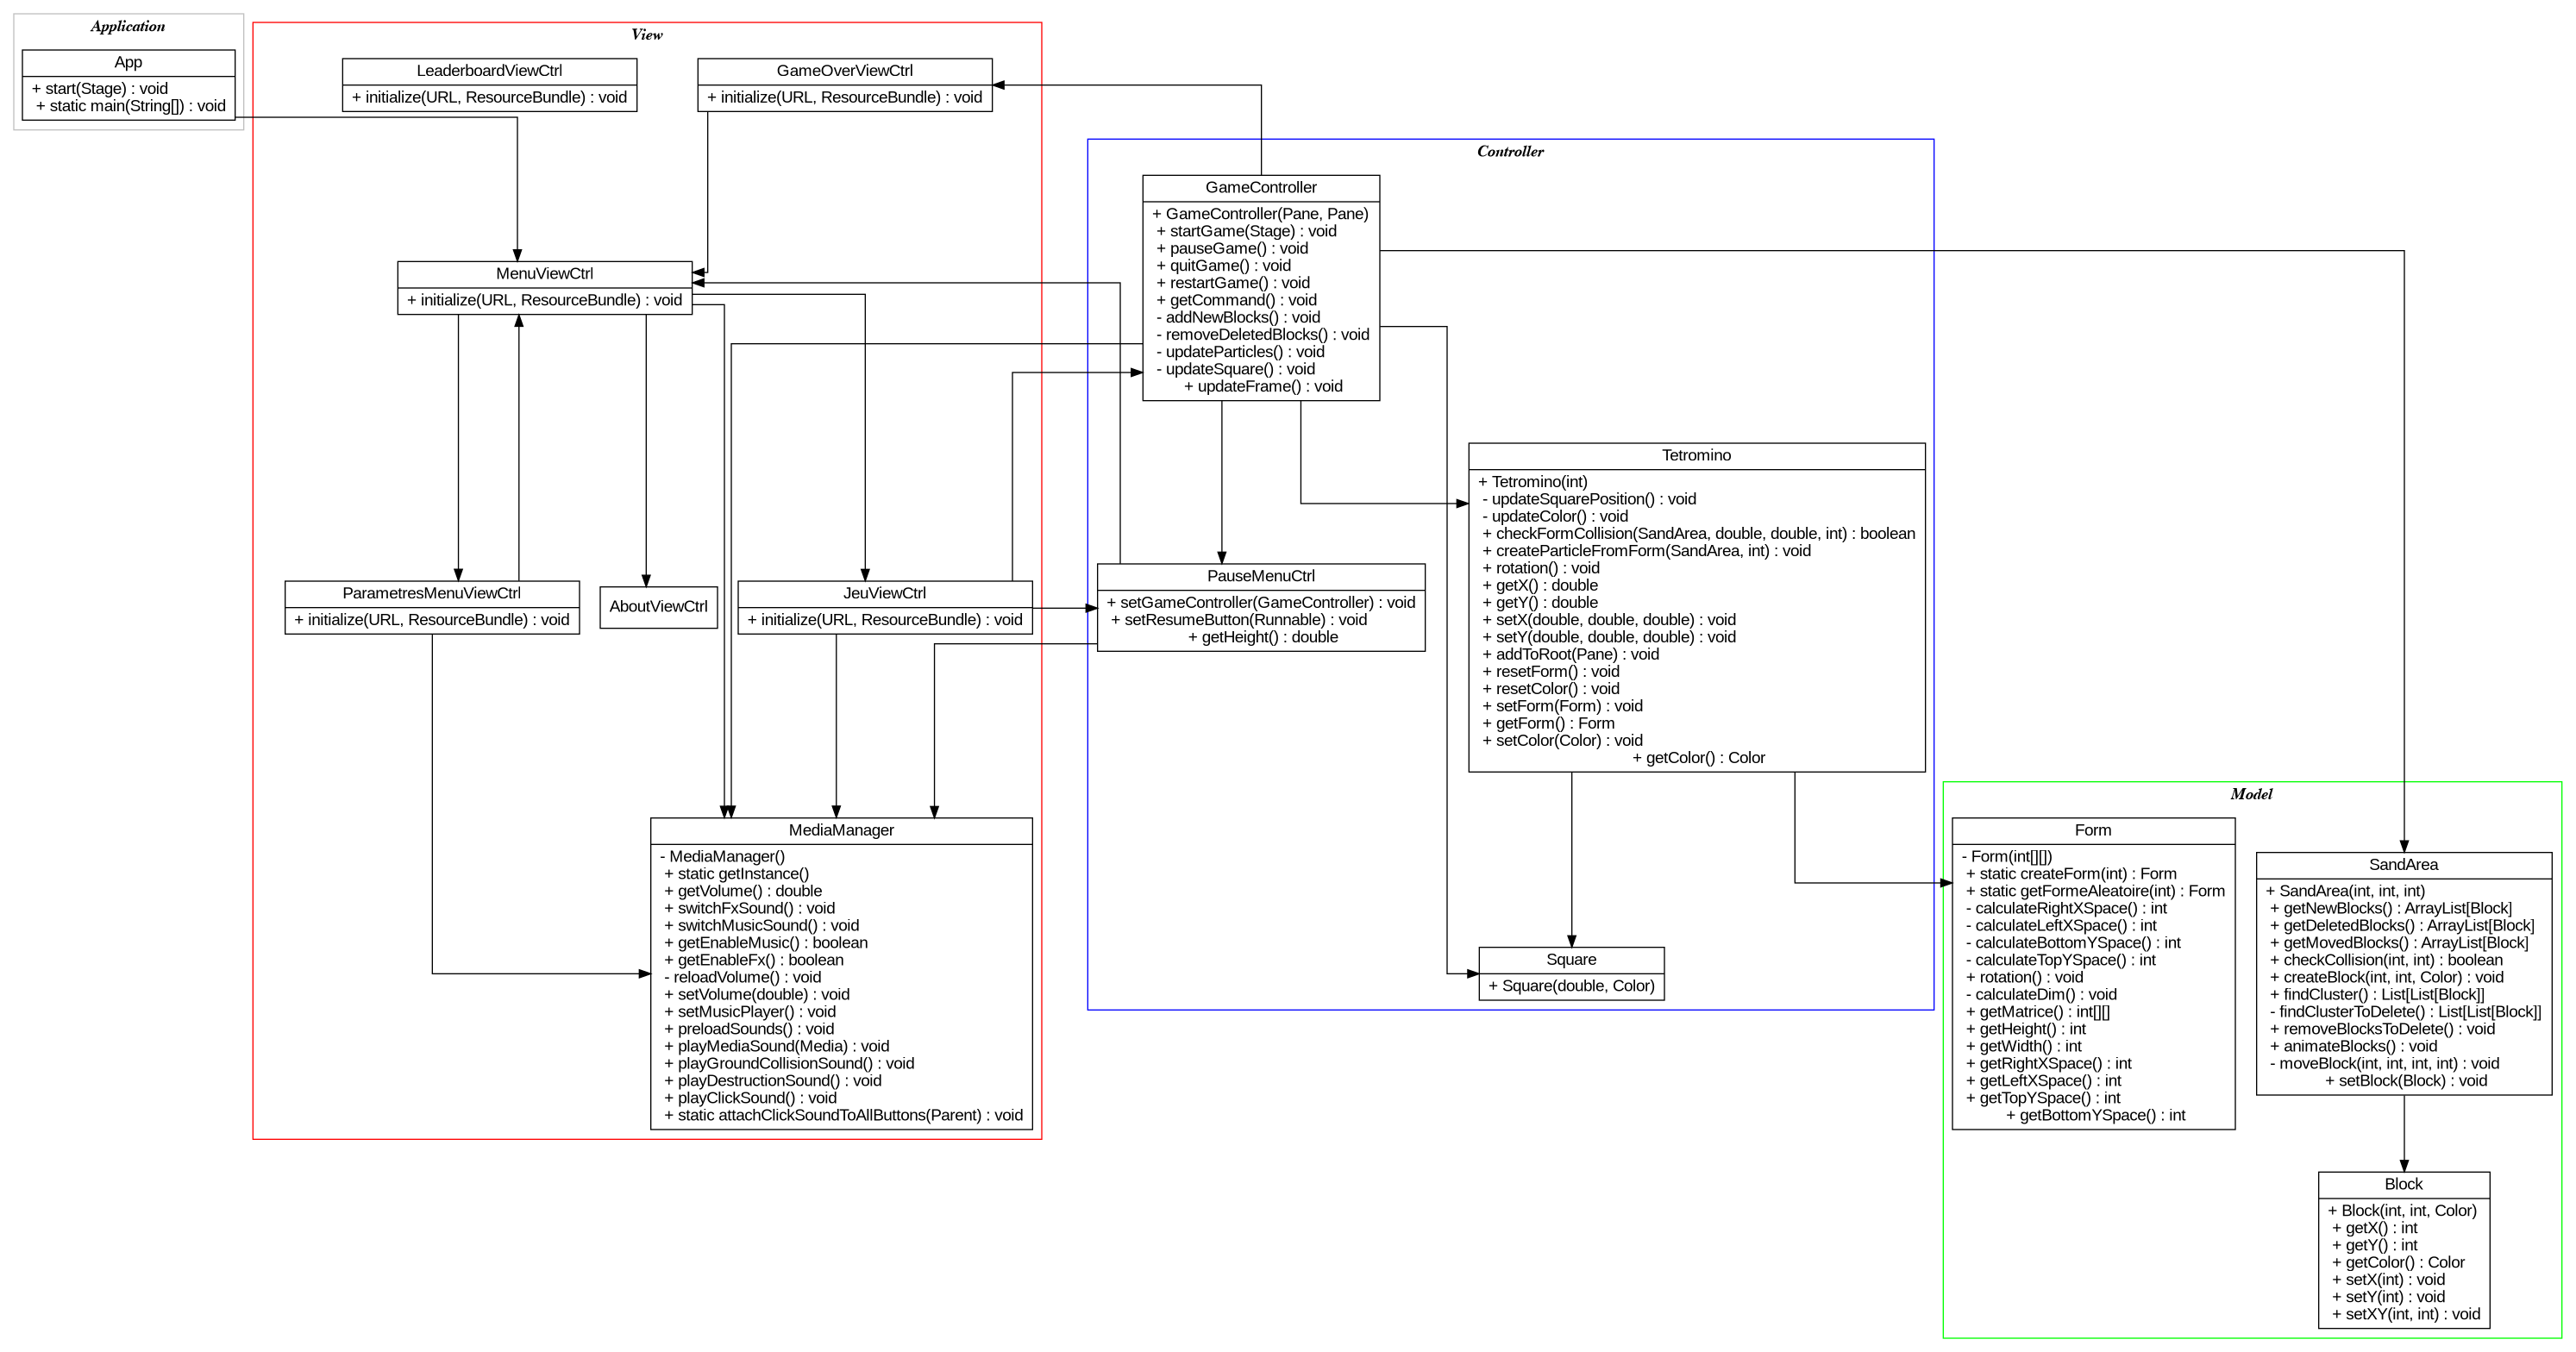 Application
App
+ start(Stage) : void
+ static main(String[]) : void
View
LeaderboardViewCtrl
+ initialize(URL, ResourceBundle) : void
GameOverViewCtrl
+ initialize(URL, ResourceBundle) : void
MenuViewCtrl
+ initialize(URL, ResourceBundle) : void
ParametresMenuViewCtrl
+ initialize(URL, ResourceBundle) : void
AboutViewCtrl
JeuViewCtrl
+ initialize(URL, ResourceBundle) : void
MediaManager
- MediaManager()
+ static getInstance()
+ getVolume() : double
+ switchFxSound() : void
+ switchMusicSound() : void
+ getEnableMusic() : boolean
+ getEnableFx() : boolean
- reloadVolume() : void
+ setVolume(double) : void
+ setMusicPlayer() : void
+ preloadSounds() : void
+ playMediaSound(Media) : void
+ playGroundCollisionSound() : void
+ playDestructionSound() : void
+ playClickSound() : void
+ static attachClickSoundToAllButtons(Parent) : void
Controller
GameController
+ GameController(Pane, Pane)
+ startGame(Stage) : void
+ pauseGame() : void
+ quitGame() : void
+ restartGame() : void
+ getCommand() : void
- addNewBlocks() : void
- removeDeletedBlocks() : void
- updateParticles() : void
- updateSquare() : void
+ updateFrame() : void
PauseMenuCtrl
+ setGameController(GameController) : void
+ setResumeButton(Runnable) : void
+ getHeight() : double
Tetromino
+ Tetromino(int)
- updateSquarePosition() : void
- updateColor() : void
+ checkFormCollision(SandArea, double, double, int) : boolean
+ createParticleFromForm(SandArea, int) : void
+ rotation() : void
+ getX() : double
+ getY() : double
+ setX(double, double, double) : void
+ setY(double, double, double) : void
+ addToRoot(Pane) : void
+ resetForm() : void
+ resetColor() : void
+ setForm(Form) : void
+ getForm() : Form
+ setColor(Color) : void
+ getColor() : Color
Square
+ Square(double, Color)
Model
Form
- Form(int[][])
+ static createForm(int) : Form
+ static getFormeAleatoire(int) : Form
- calculateRightXSpace() : int
- calculateLeftXSpace() : int
- calculateBottomYSpace() : int
- calculateTopYSpace() : int
+ rotation() : void
- calculateDim() : void
+ getMatrice() : int[][]
+ getHeight() : int
+ getWidth() : int
+ getRightXSpace() : int
+ getLeftXSpace() : int
+ getTopYSpace() : int
+ getBottomYSpace() : int
SandArea
+ SandArea(int, int, int)
+ getNewBlocks() : ArrayList[Block]
+ getDeletedBlocks() : ArrayList[Block]
+ getMovedBlocks() : ArrayList[Block]
+ checkCollision(int, int) : boolean
+ createBlock(int, int, Color) : void
+ findCluster() : List[List[Block]]
- findClusterToDelete() : List[List[Block]]
+ removeBlocksToDelete() : void
+ animateBlocks() : void
- moveBlock(int, int, int, int) : void
+ setBlock(Block) : void
Block
+ Block(int, int, Color)
+ getX() : int
+ getY() : int
+ getColor() : Color
+ setX(int) : void
+ setY(int) : void
+ setXY(int, int) : void